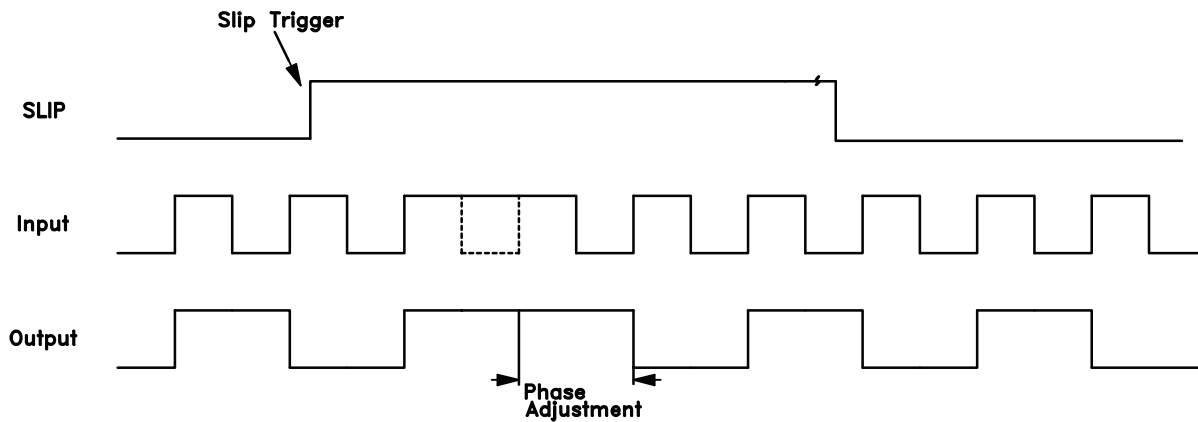 Slip Trigger
SLIP
Input
Output
Phase
Adjustment